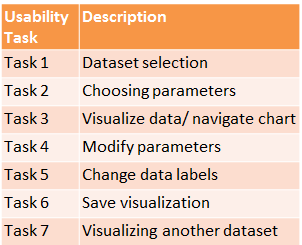 Usability Task Description
Task 1 Dataset selection
Task 2 Choosing parameters
Task 3 Visualize data/ navigate chart
Task 4 Modify parameters
Task 5 Change data labels
Task 6 Save visualization
Task 7 Visualizing another dataset